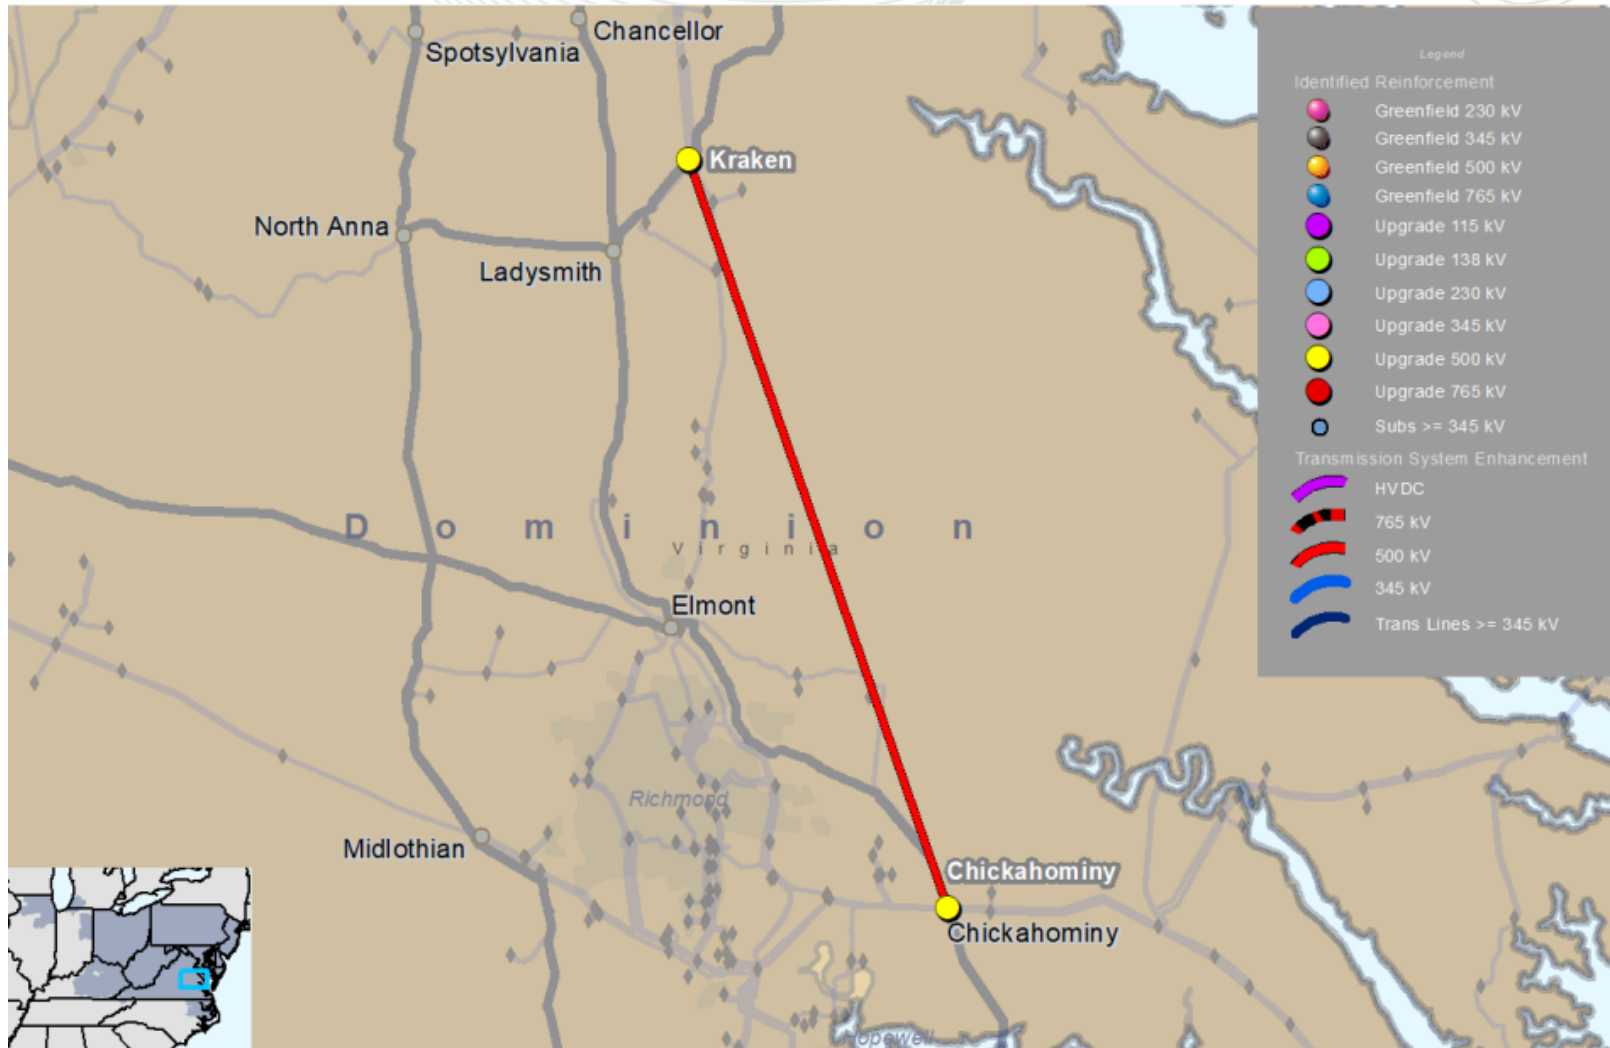 Chancellor
Spotsylvania
Kraken
North Anna
Ladysmith
Dominion
Virginia
Elmont
Richmond
Midlothian
Chickahominy
Chickahominy
Hopewell
Legend
Identified Reinforcement
Greenfield 230 kV
Greenfield 345 kV
Greenfield 500 kV
Greenfield 765 kV
Upgrade 115 kV
Upgrade 138 kV
Upgrade 230 kV
Upgrade 345 kV
Upgrade 500 kV
Upgrade 765 kV
Subs >= 345 kV
Transmission System Enhancement
HVDC
765 kV
500 kV
345 kV
Trans Lines >= 345 kV